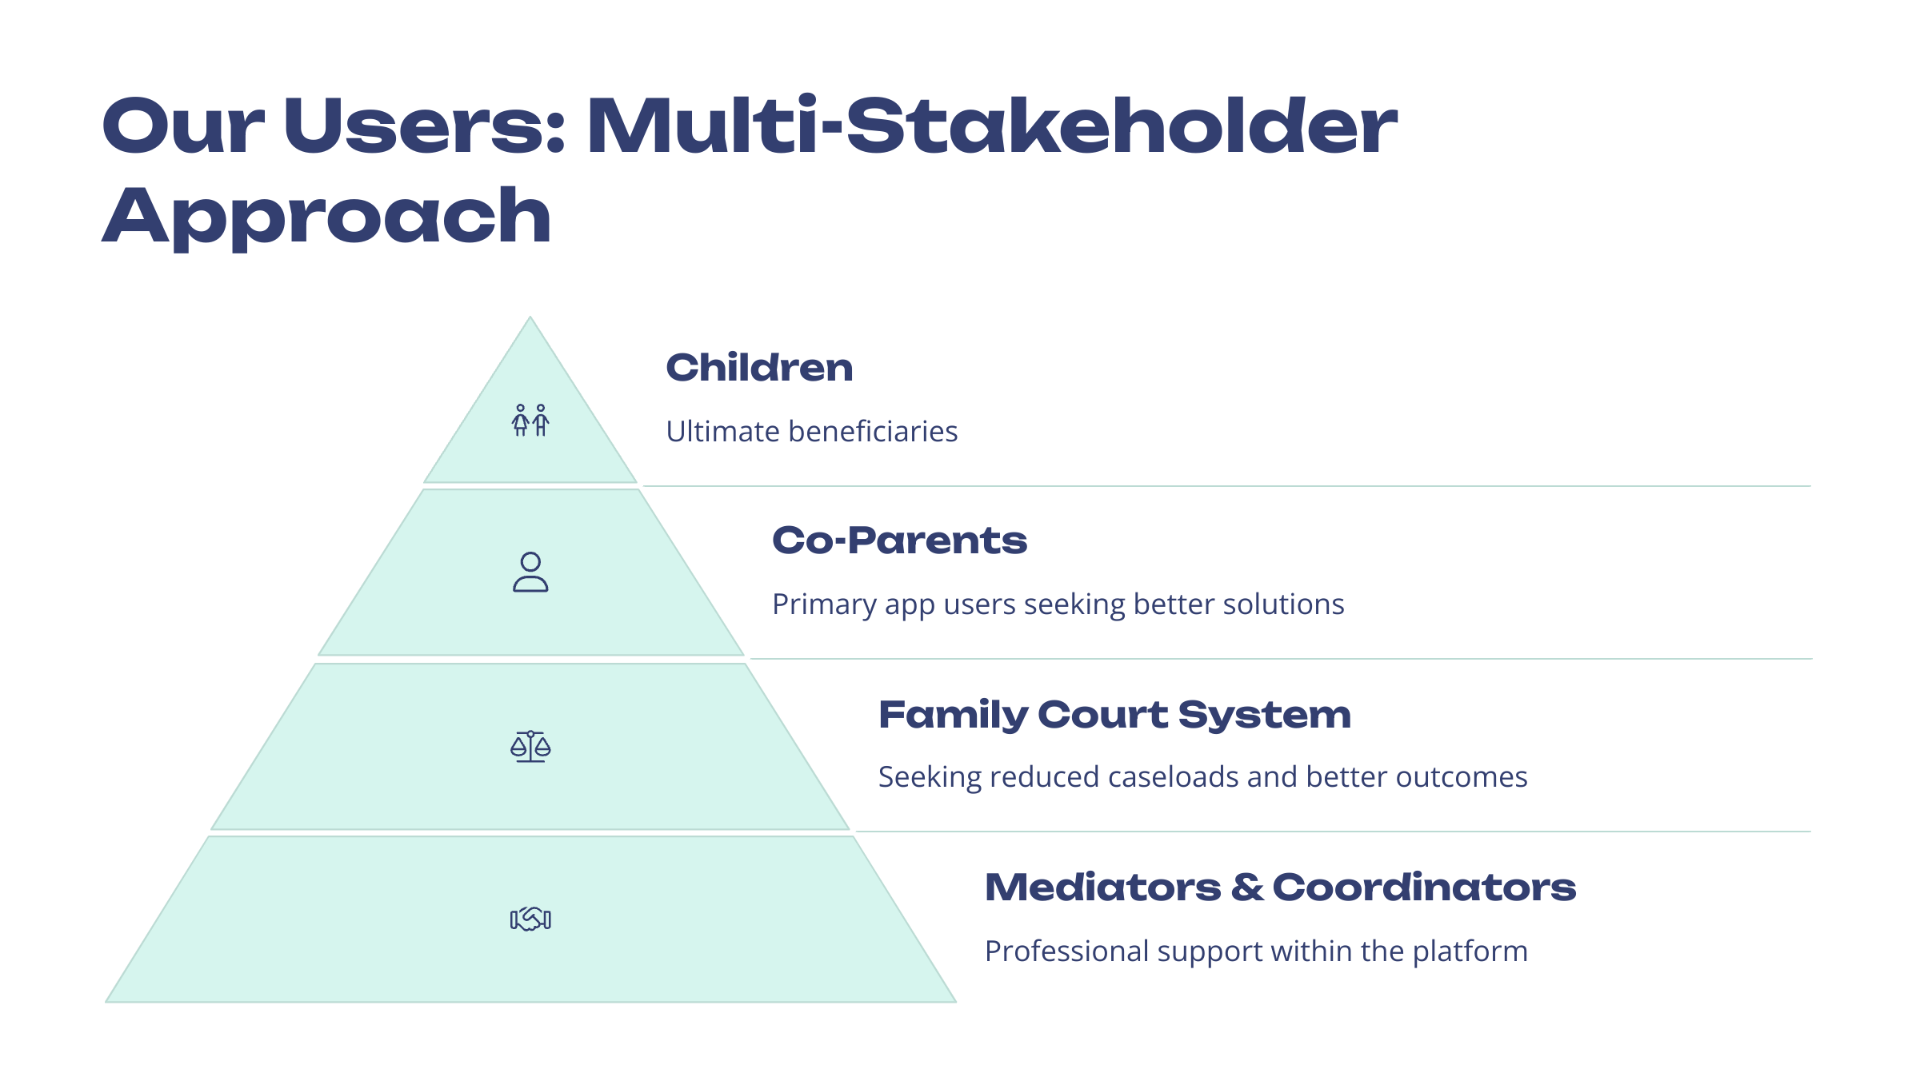 Our Users: Multi-Stakeholder
Approach
Children
Ultimate beneficiaries
Co-Parents
Primary app users seeking better solutions
Family Court System
Seeking reduced caseloads and better outcomes
Mediators & Coordinators
Professional support within the platform